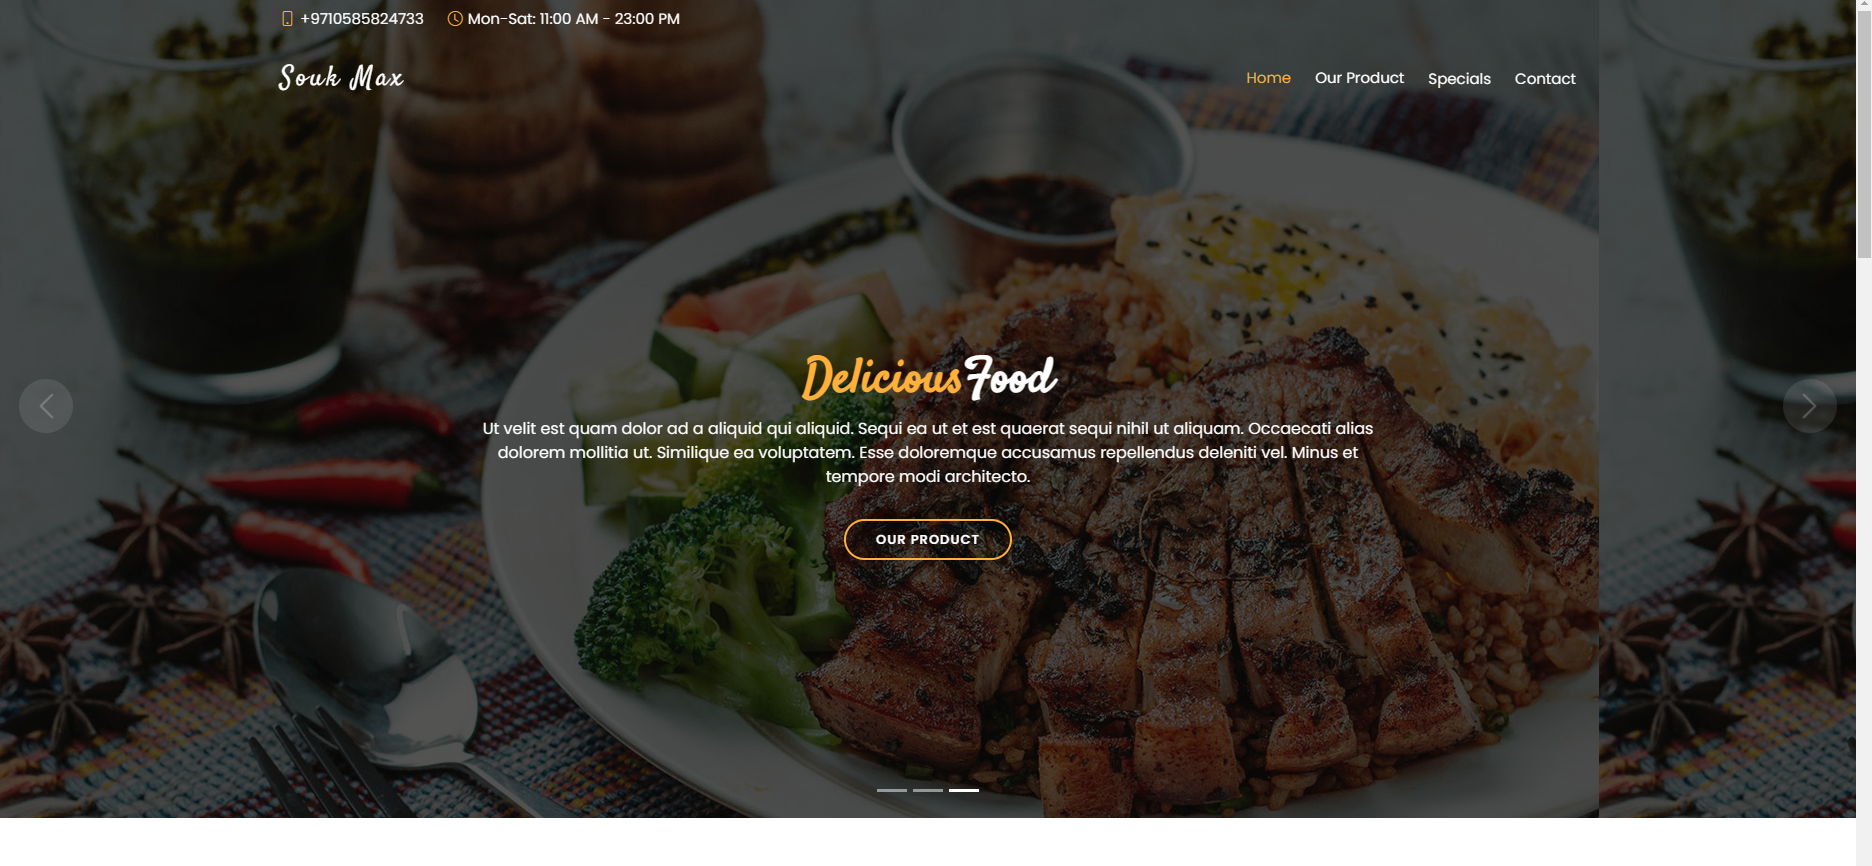 +9710585824733 Mon-Sat: 11:00 AM - 23:00 PM
Souk Max
Home Our Product Specials Contact
Delicious Food
Ut velit est quam dolor ad a aliquid qui aliquid. Sequi ea ut et est quaerat sequi nihil ut aliquam. Occaecati alias
dolorem mollitia ut. Similique ea voluptatem. Esse doloremque accusamus repellendus deleniti vel. Minus et
tempore modi architecto.
OUR PRODUCT